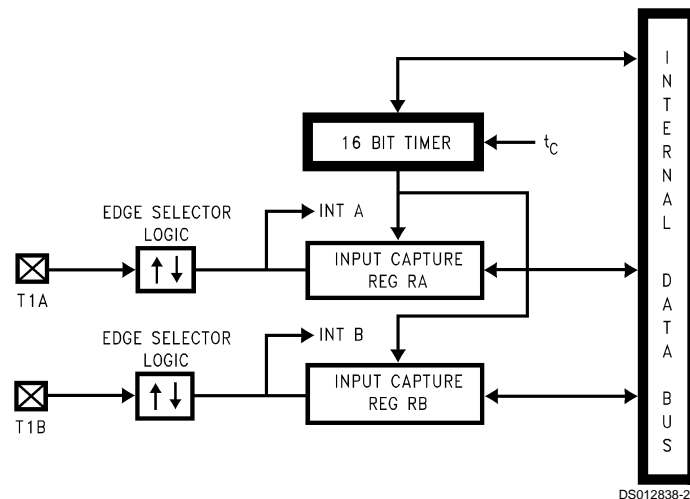 16 BIT TIMER
tC
INT A
EDGE SELECTOR
LOGIC
INPUT CAPTURE
REG RA
T1A
INT B
EDGE SELECTOR
LOGIC
INPUT CAPTURE
REG RB
T1B
INTERNAL DATA BUS
DS012838-2